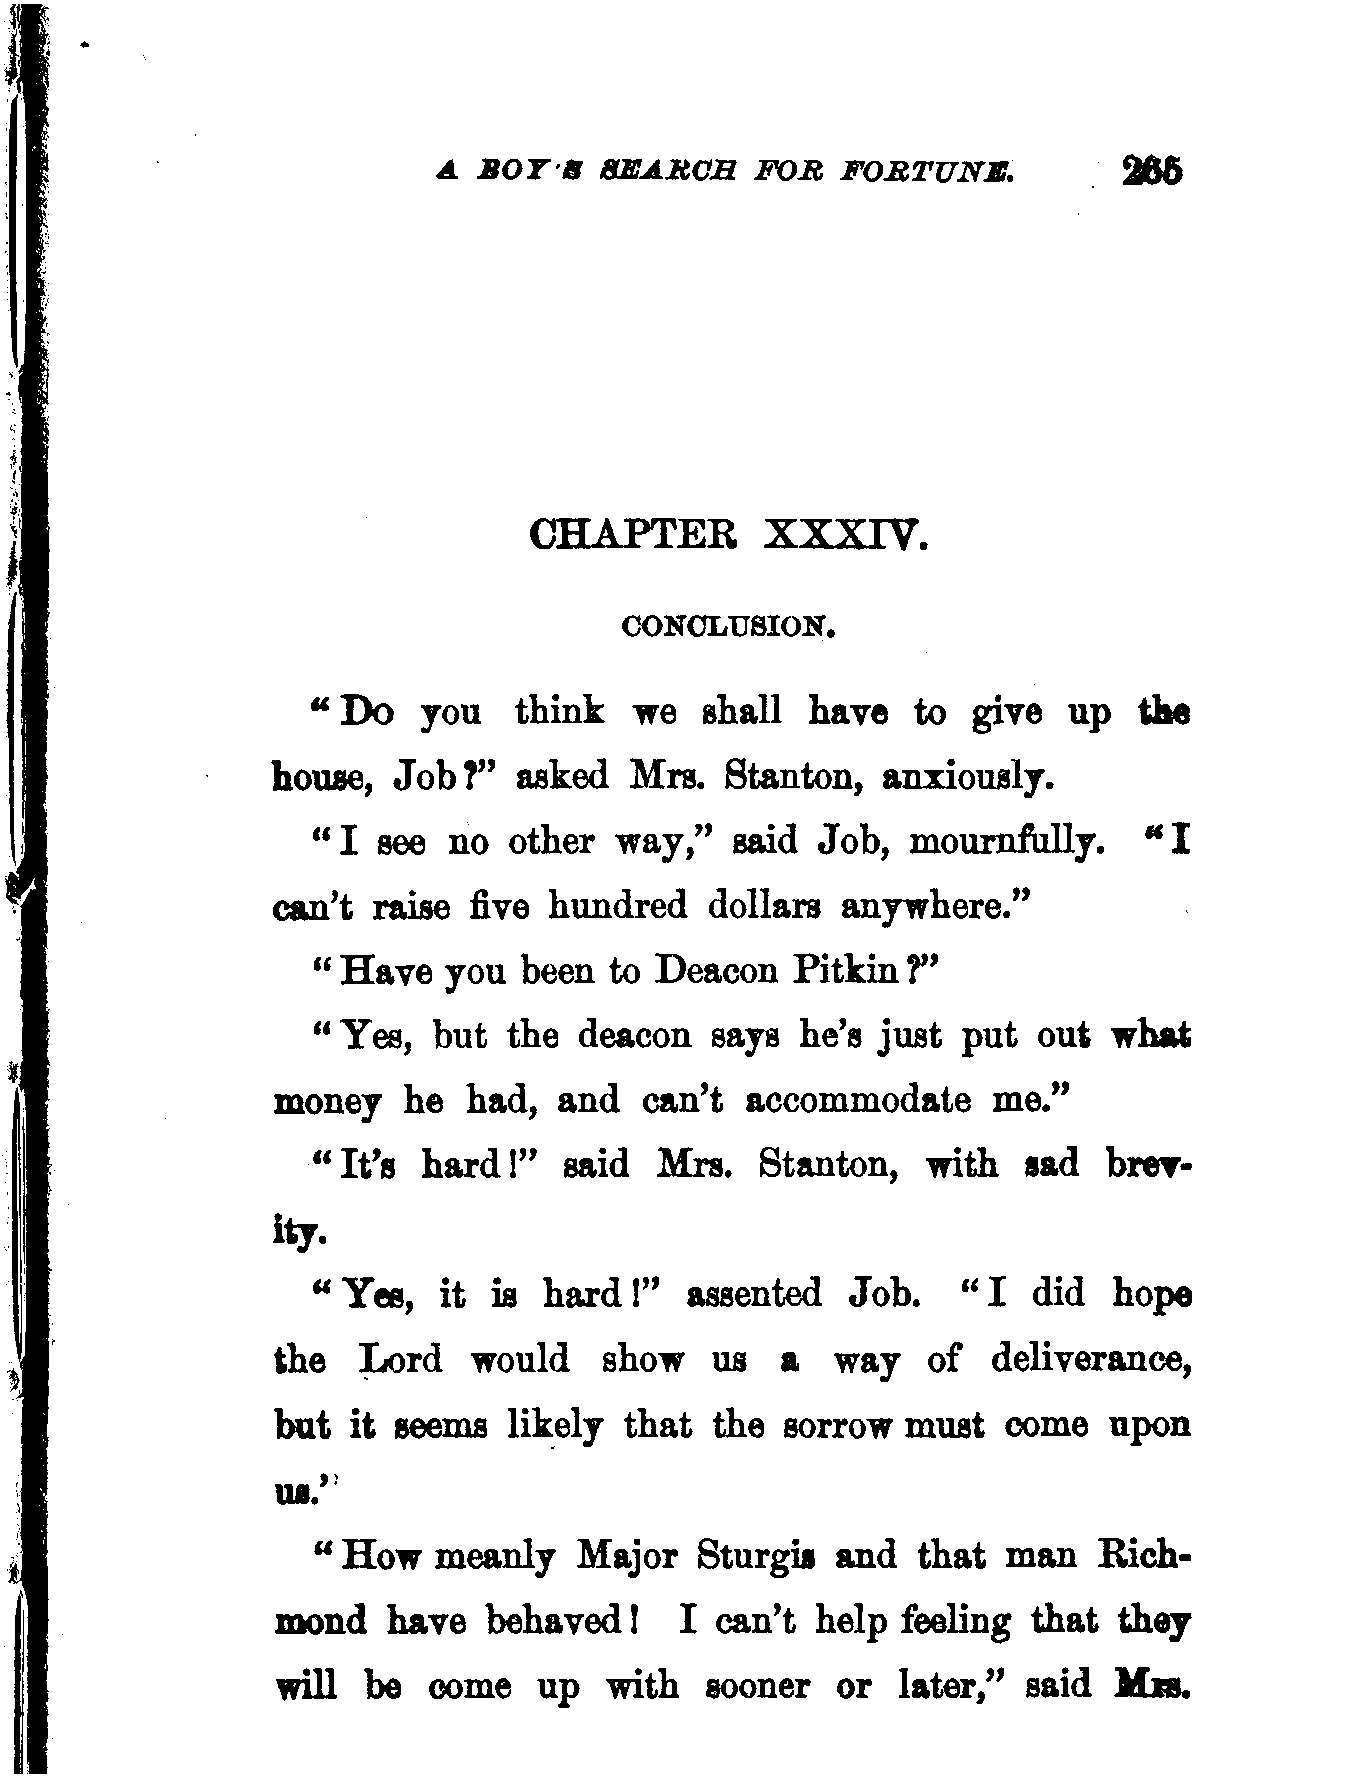 A BOY'S SEARCH FOR FORTUNE. 265
CHAPTER XXXIV.
CONCLUSION.
"Do you think we shall have to give up the
house, Job?" asked Mrs. Stanton, anxiously.
"I see no other way," said Job, mournfully. "I
can't raise five hundred dollars anywhere."
"Have you been to Deacon Pitkin?"
"Yes, but the deacon says he's just put out what
money he had, and can't accommodate me."
"It's hard!" said Mrs. Stanton, with sad brev-
ity.
"Yes, it is hard!" assented Job. "I did hope
the Lord would show us a way of deliverance,
but it seems likely that the sorrow must come upon
us."
"How meanly Major Sturgis and that man Rich-
mond have behaved! I can't help feeling that they
will be come up with sooner or later," said Mrs.